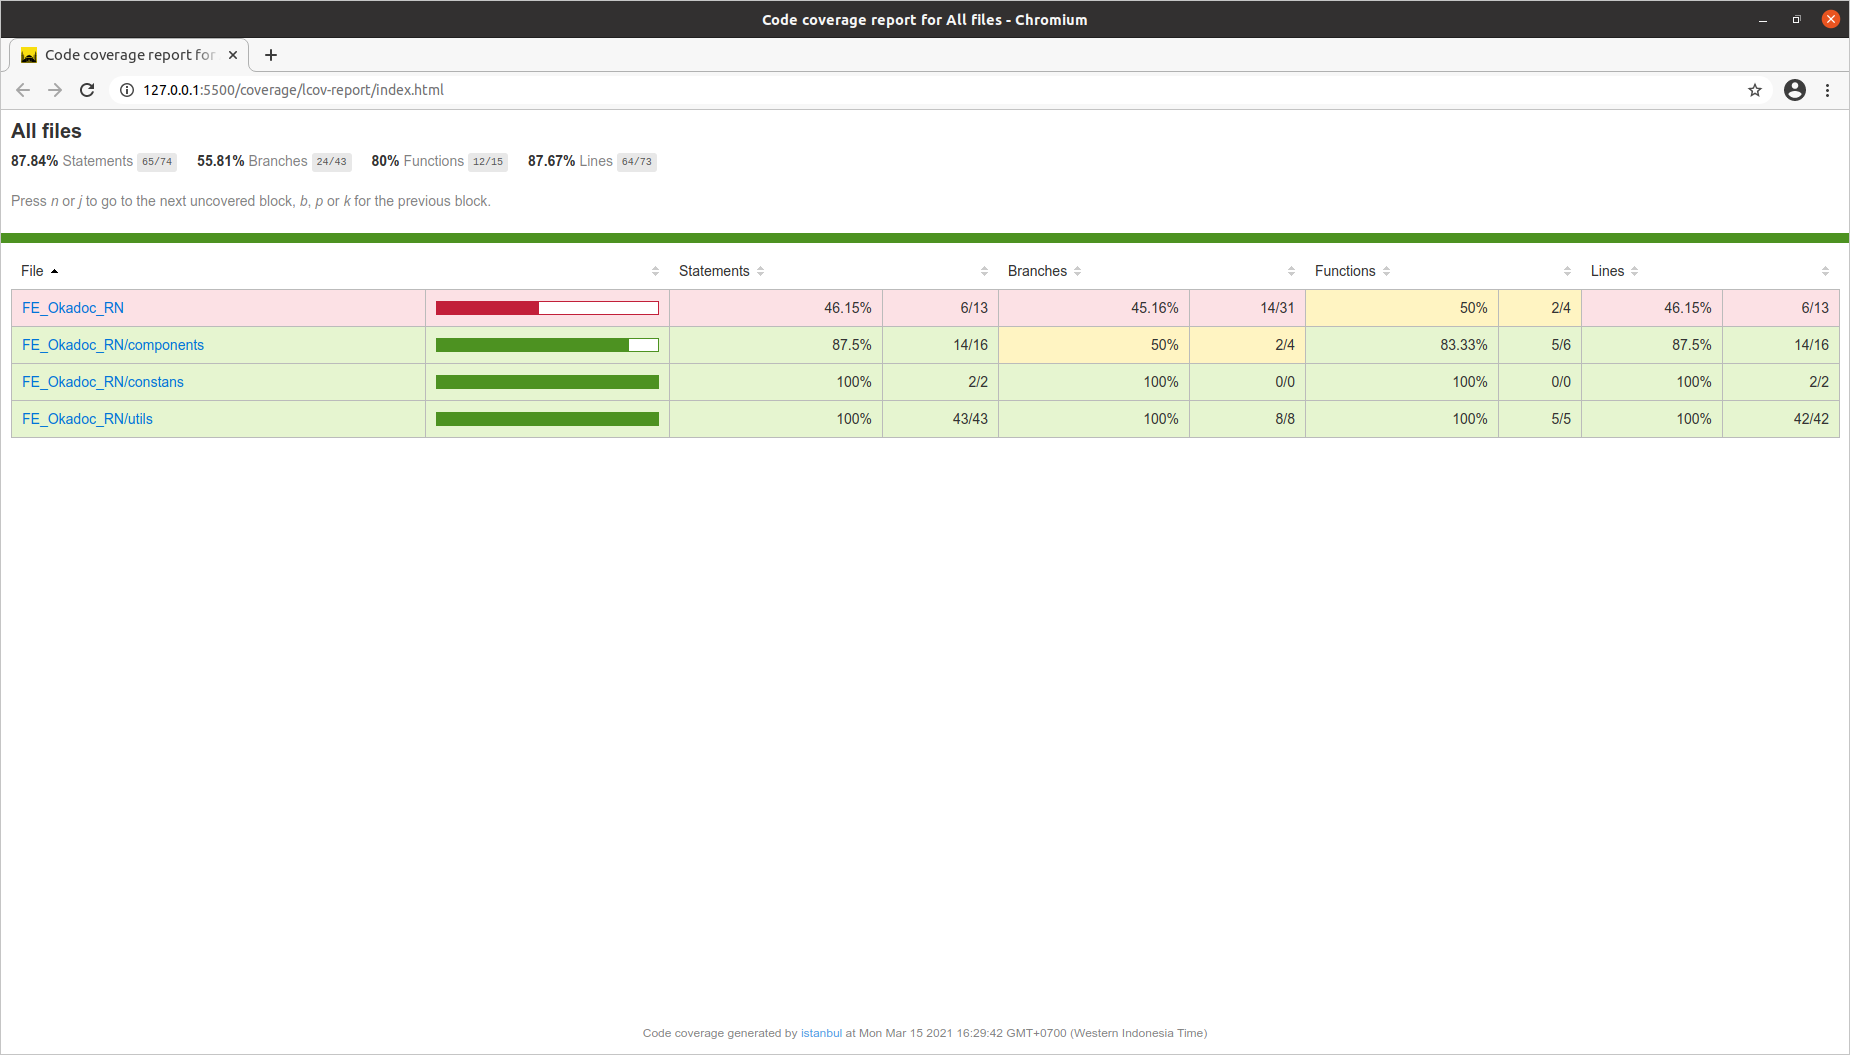 Code coverage report for All files - Chromium
Code coverage report for
127.0.0.1:5500/coverage/lcov-report/index.html
All files
87.84% Statements 65/74 55.81% Branches 24/43 80% Functions 12/15 87.67% Lines 64/73
Press n or j to go to the next uncovered block, b, p or k for the previous block.
File Statements Branches Functions Lines
FE_Okadoc_RN 46.15% 6/13 45.16% 14/31 50% 2/4 46.15% 6/13
FE_Okadoc_RN/components 87.5% 14/16 50% 2/4 83.33% 5/6 87.5% 14/16
FE_Okadoc_RN/constans 100% 2/2 100% 0/0 100% 0/0 100% 2/2
FE_Okadoc_RN/utils 100% 43/43 100% 8/8 100% 5/5 100% 42/42
Code coverage generated by istanbul at Mon Mar 15 2021 16:29:42 GMT+0700 (Western Indonesia Time)